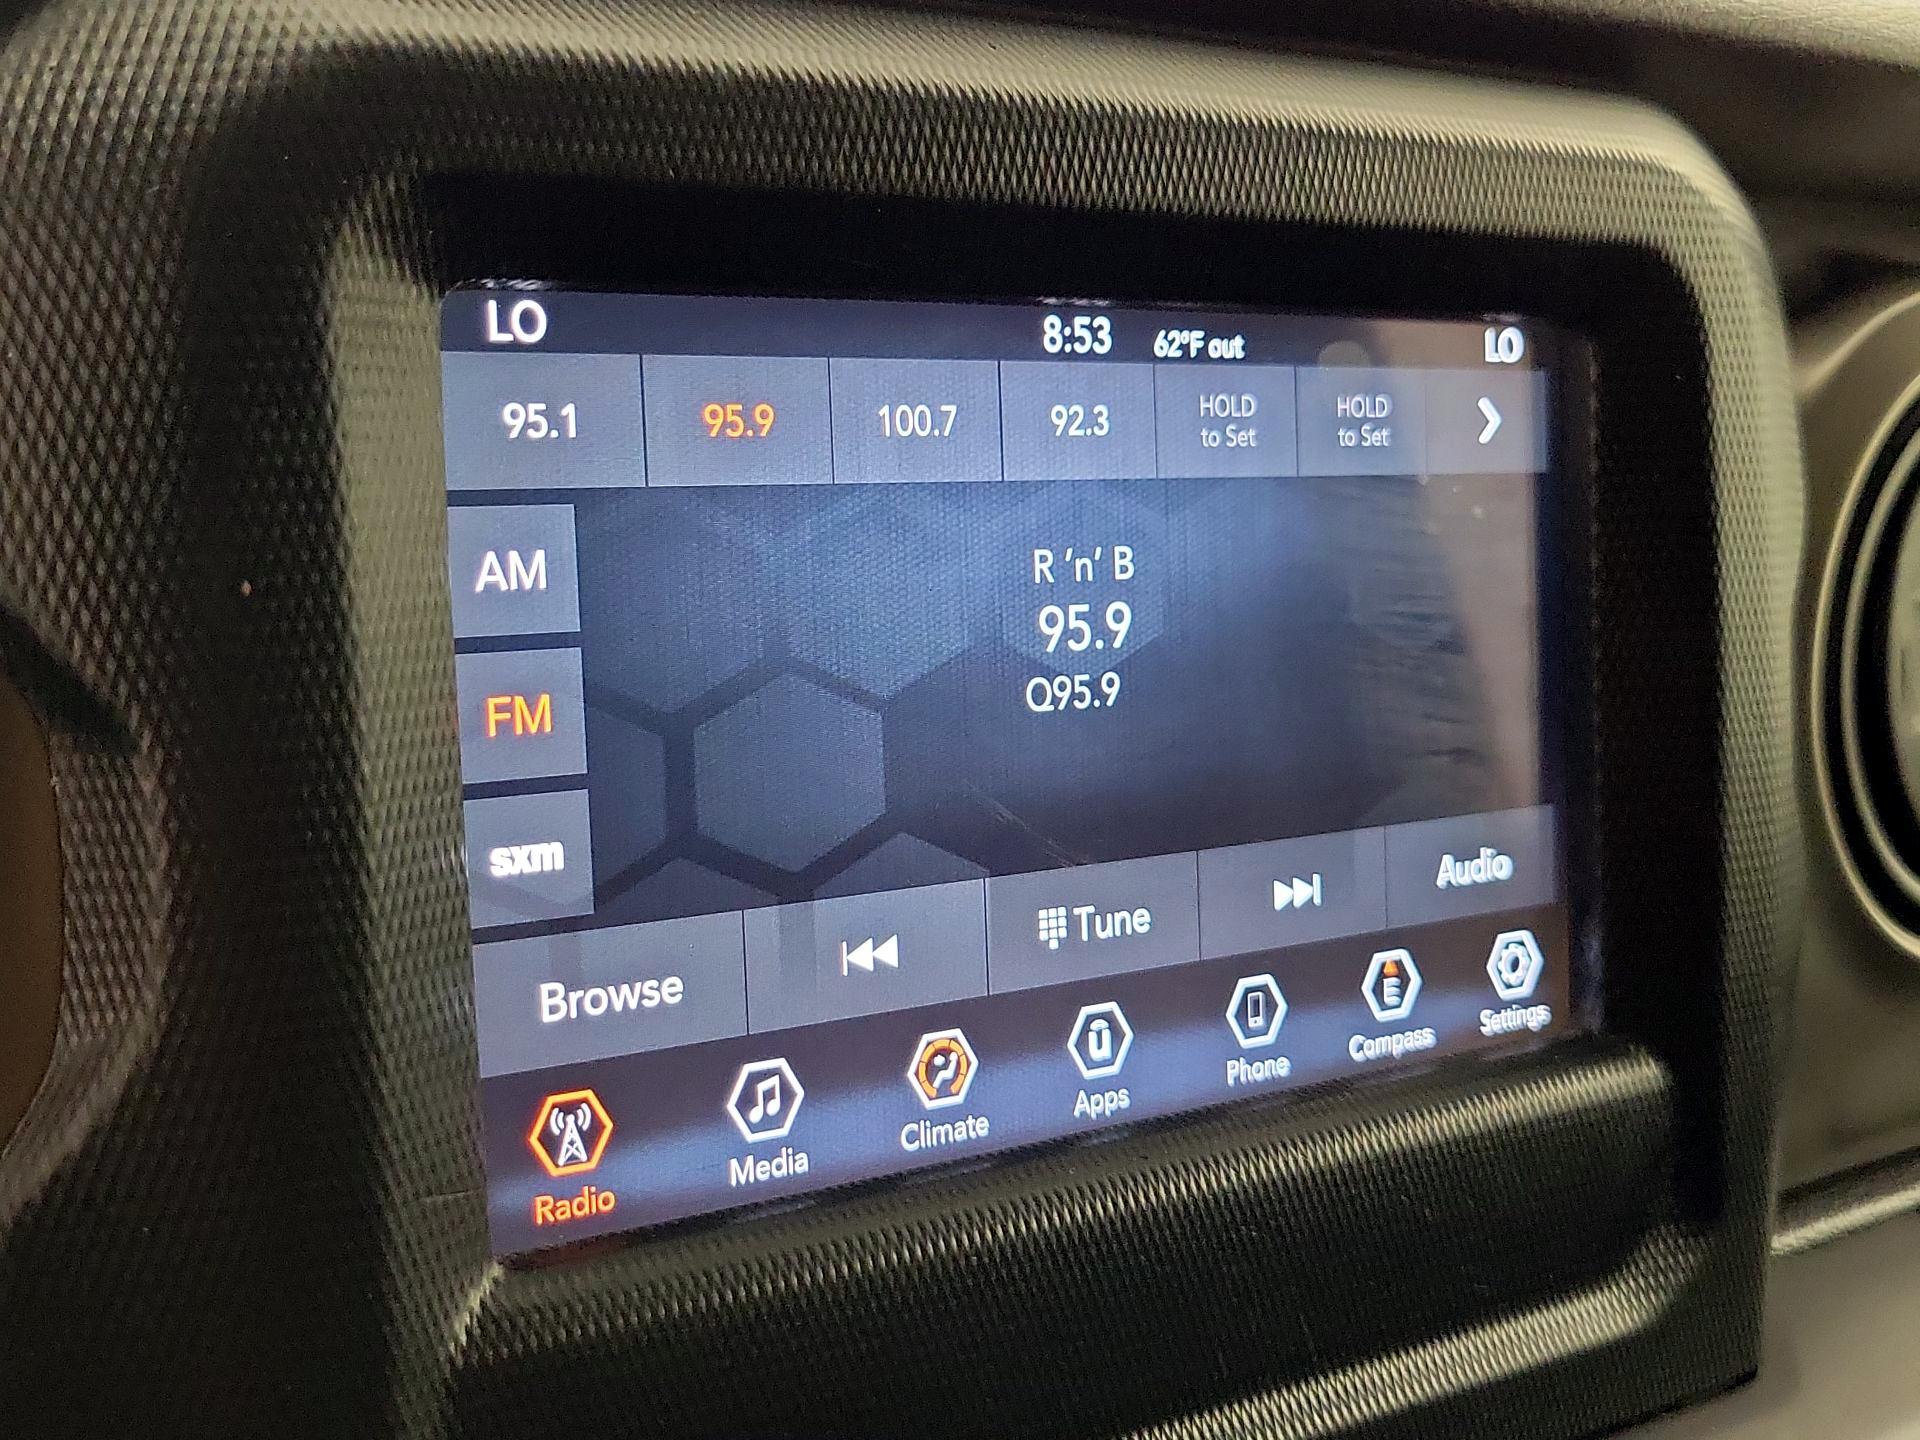 LO 8:53 62°F out LO
95.1 95.9 100.7 92.3 HOLD to Set HOLD to Set
AM
R 'n' B
95.9
FM
Q95.9
sxm
Browse Tune Audio
Radio Media Climate Apps Phone Compass Settings
E